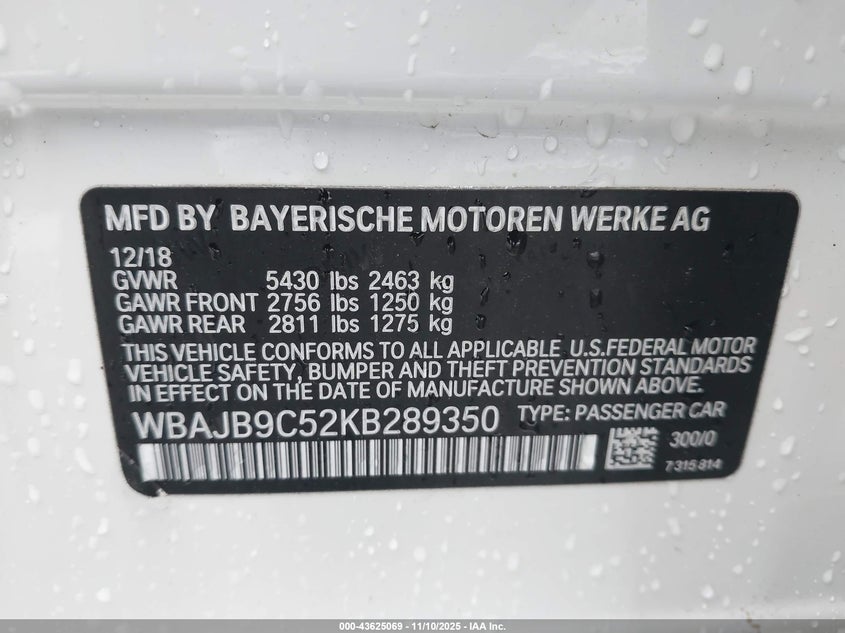 MFD BY BAYERISCHE MOTOREN WERKE AG
12/18
GVWR 5430 lbs 2463 kg
GAWR FRONT 2756 lbs 1250 kg
GAWR REAR 2811 lbs 1275 kg
THIS VEHICLE CONFORMS TO ALL APPLICABLE U.S.FEDERAL MOTOR
VEHICLE SAFETY, BUMPER AND THEFT PREVENTION STANDARDS
IN EFFECT ON THE DATE OF MANUFACTURE SHOWN ABOVE.
WBAJB9C52KB289350 TYPE: PASSENGER CAR
300/0
7315814
000-43625069 - 11/10/2025 - IAA Inc.